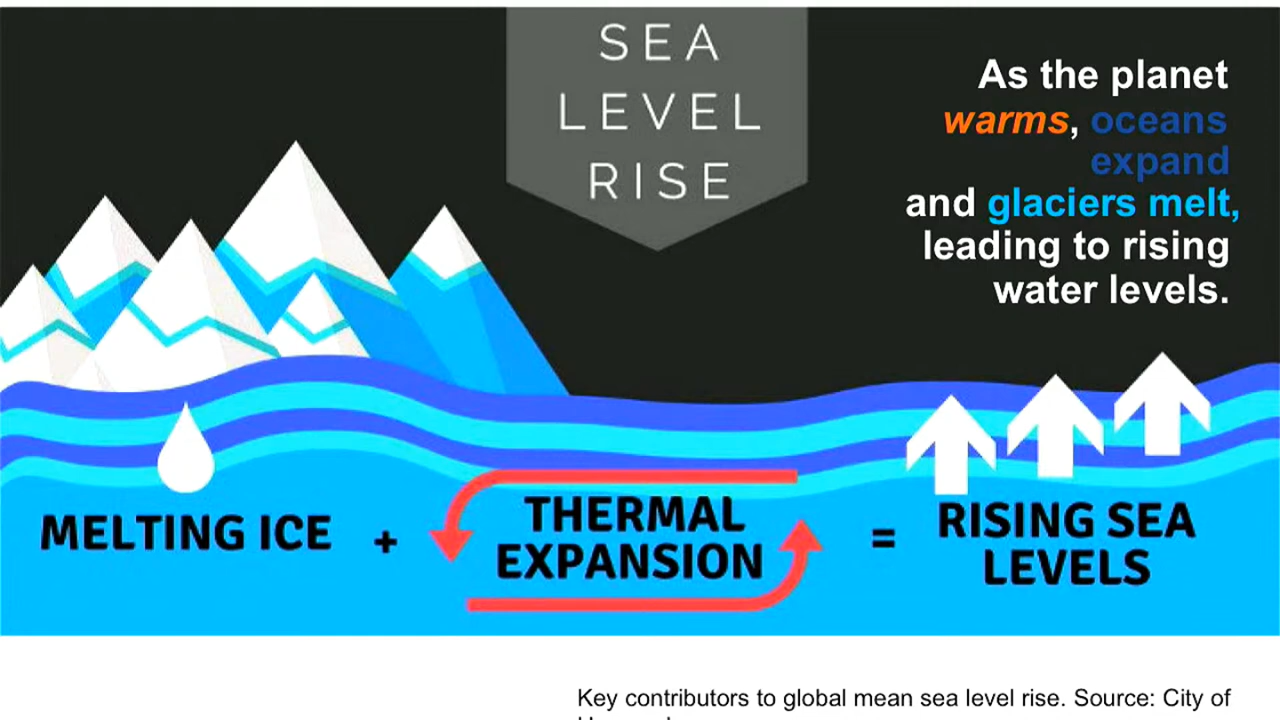 SEA
LEVEL
RISE
As the planet
warms, oceans
expand
and glaciers melt,
leading to rising
water levels.
MELTING ICE
+
THERMAL
EXPANSION
=
RISING SEA
LEVELS
Key contributors to global mean sea level rise. Source: City of